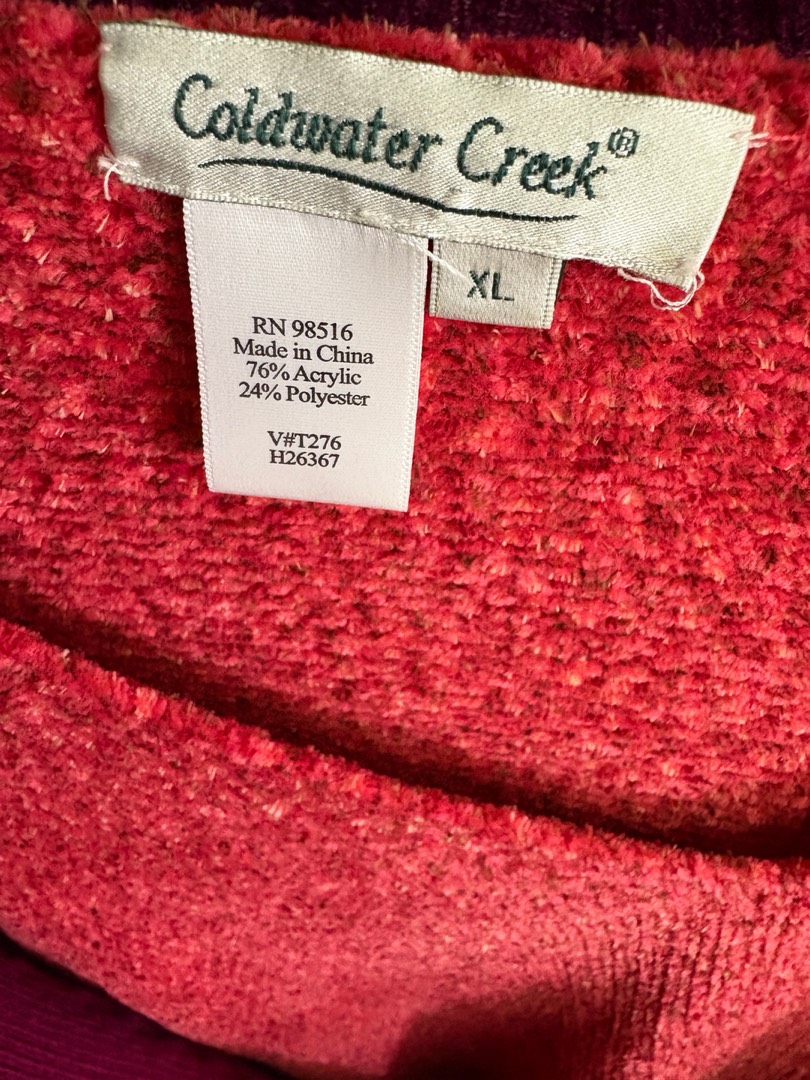 Coldwater Creek®
XL
RN 98516
Made in China
76% Acrylic
24% Polyester
V#T276
H26367